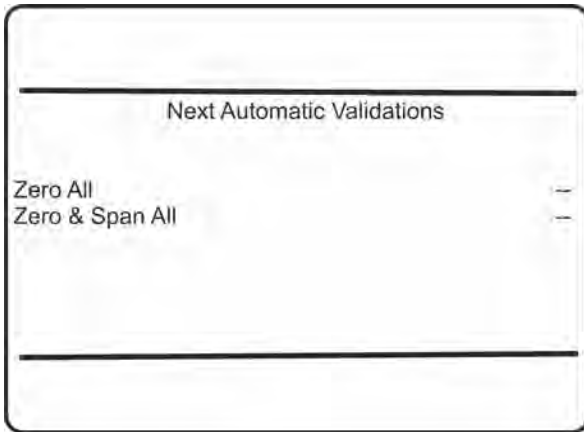 Next Automatic Validations
Zero All --
Zero & Span All --